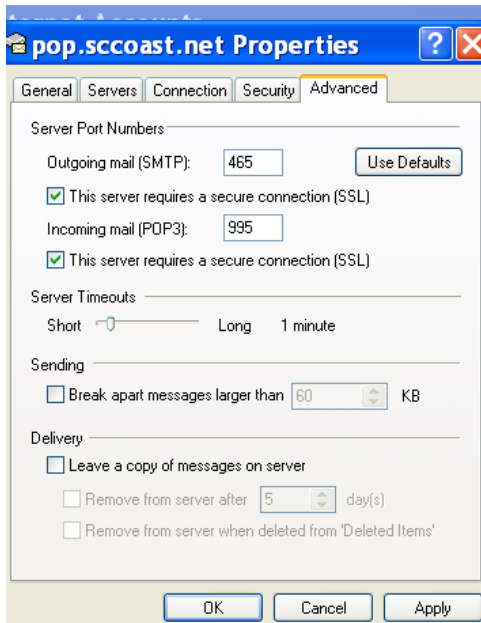 ternet Accounts
pop.sccoast.net Properties ?
General Servers Connection Security Advanced
Server Port Numbers
Outgoing mail (SMTP): 465 Use Defaults
This server requires a secure connection (SSL)
Incoming mail (POP3): 995
This server requires a secure connection (SSL)
Server Timeouts
Short Long 1 minute
Sending
Break apart messages larger than 60 KB
Delivery
Leave a copy of messages on server
Remove from server after 5 day(s)
Remove from server when deleted from 'Deleted Items'
OK Cancel Apply